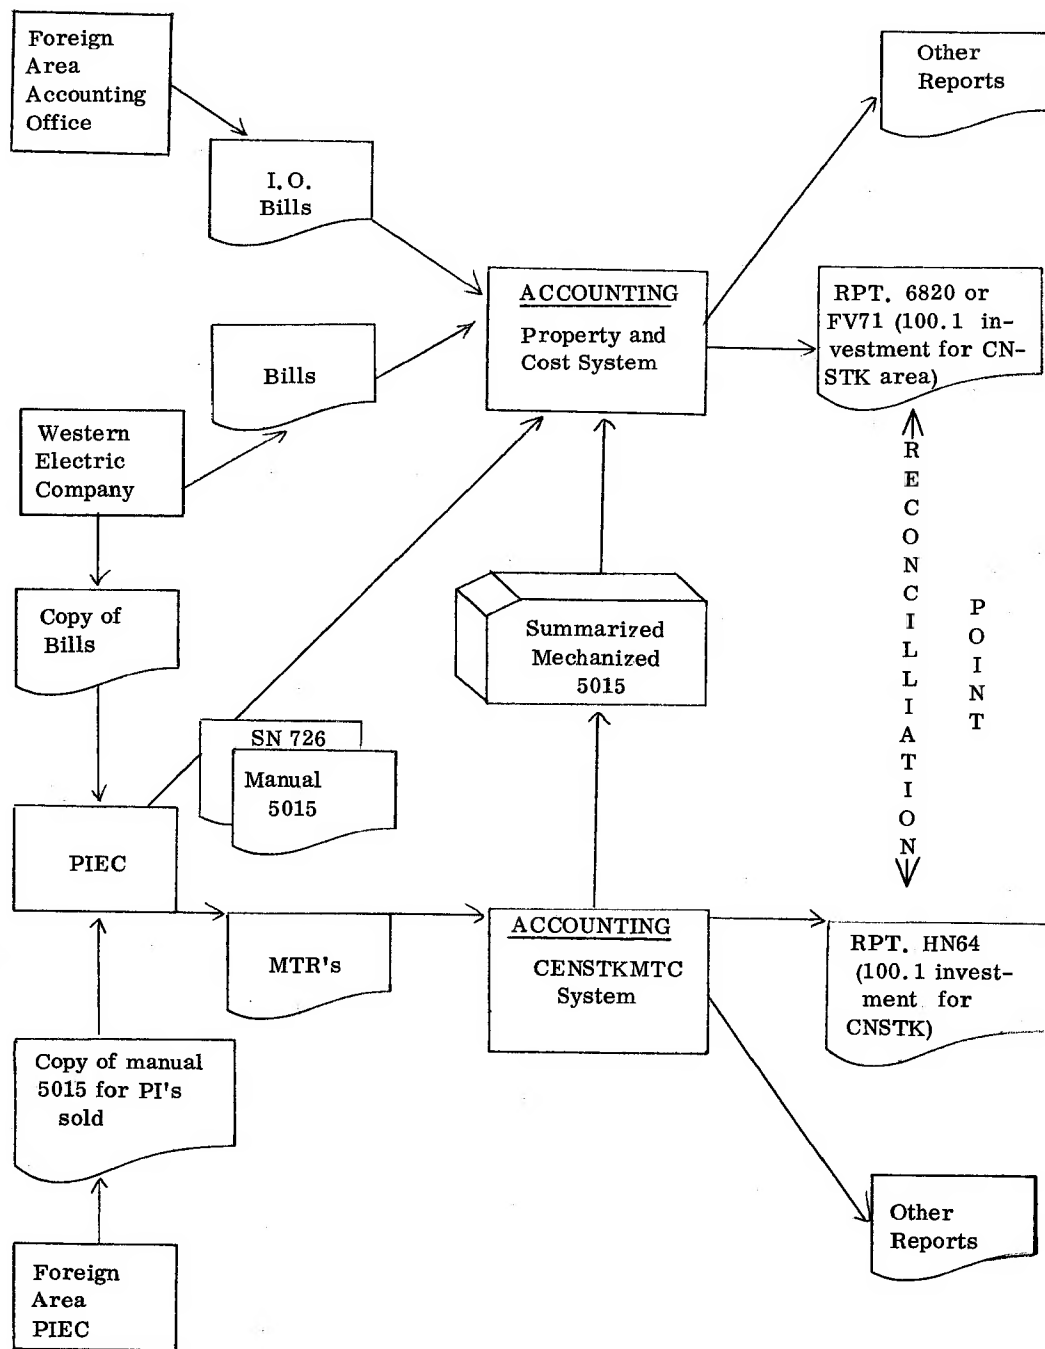 Foreign
Area
Accounting
Office
Other
Reports
I.O.
Bills
ACCOUNTING
Property and
Cost System
RPT. 6820 or
FV71 (100.1 in-
vestment for CN-
STK area)
Bills
Western
Electric
Company
RECONCILLIATION
POINT
Copy of
Bills
Summarized
Mechanized
5015
SN 726
Manual
5015
PIEC
MTR's
ACCOUNTING
CENSTKMTC
System
RPT. HN64
(100.1 invest-
ment for
CNSTK)
Copy of manual
5015 for PI's
sold
Other
Reports
Foreign
Area
PIEC